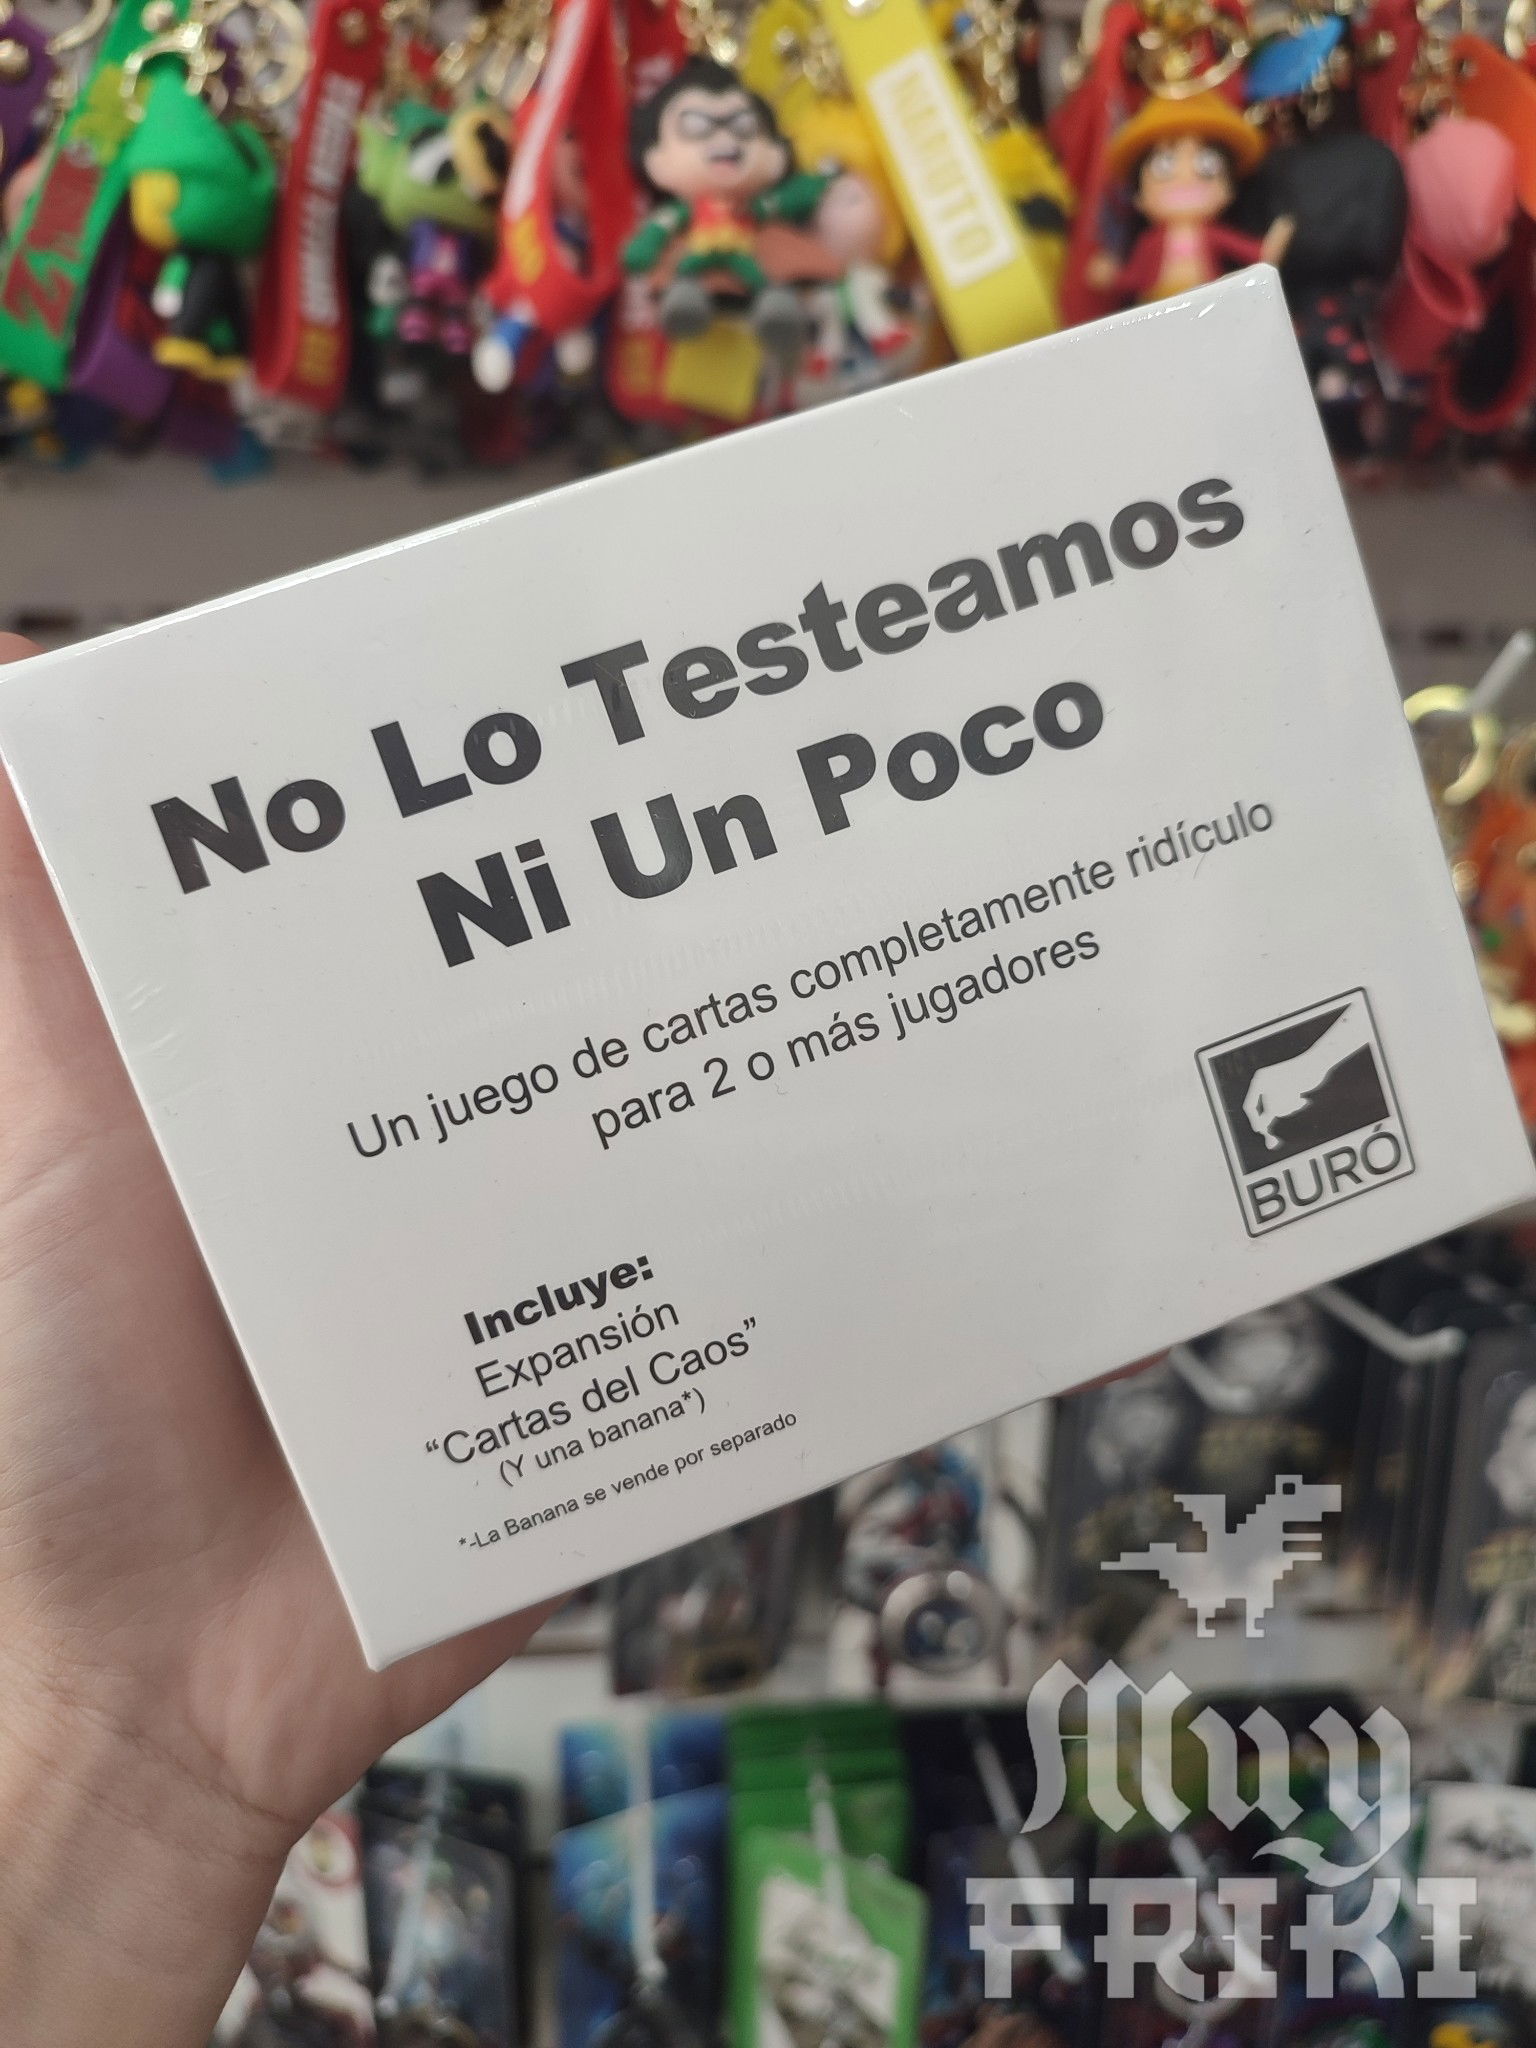 NARUTO
No Lo Testeamos
Ni Un Poco
Un juego de cartas completamente ridículo
para 2 o más jugadores
BURÓ
Incluye:
Expansión
“Cartas del Caos”
(Y una banana*)
*-La Banana se vende por separado
Muy
FRIKI